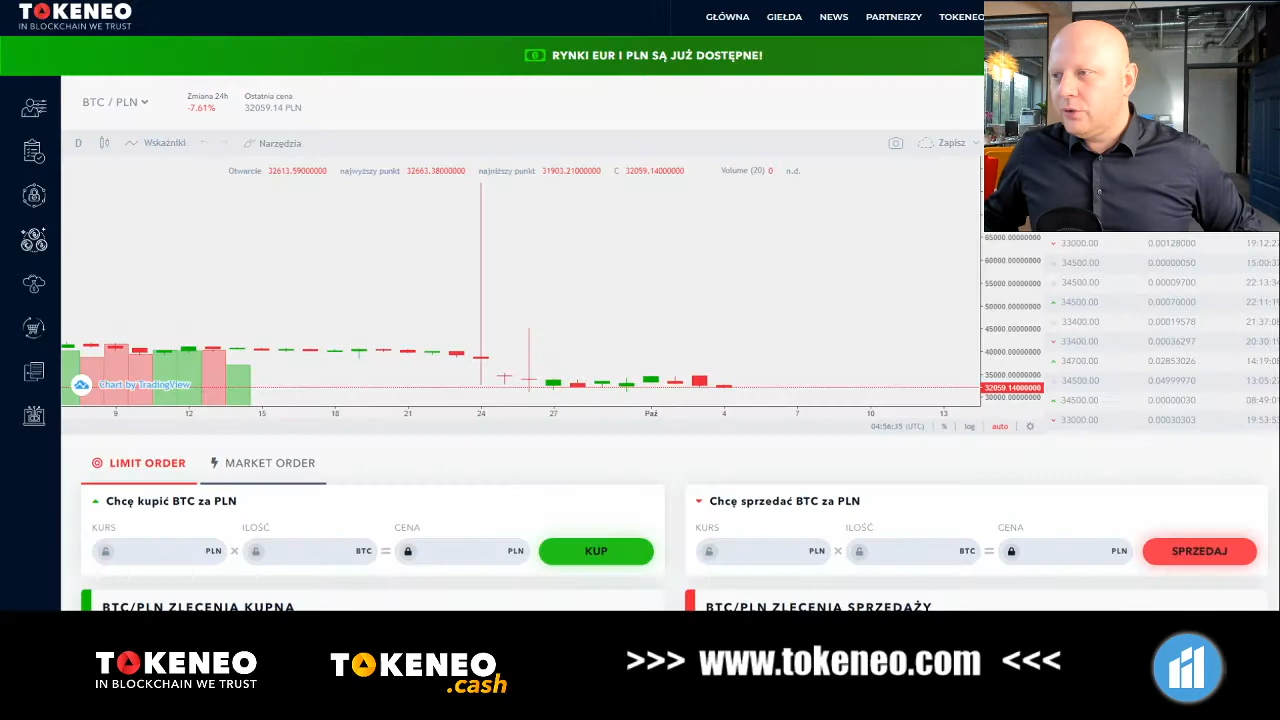 TOKENEO
IN BLOCKCHAIN WE TRUST
GŁÓWNA GIEŁDA NEWS PARTNERZY TOKENEO
RYNKI EUR I PLN SĄ JUŻ DOSTĘPNE!
BTC / PLN
Zmiana 24h
-7.61%
Ostatnia cena
32059.14 PLN
D Wskaźniki Narzędzia Zapisz
Otwarcie 32613.59000000 najwyższy punkt 32663.38000000 najniższy punkt 31903.21000000 C 32059.14000000 Volume (20) 0 n.d.
65000.00000000
60000.00000000
55000.00000000
50000.00000000
45000.00000000
40000.00000000
35000.00000000
32059.14000000
30000.00000000
Chart by TradingView
9 12 15 18 21 24 27 Paź 4 7 10 13
04:56:35 (UTC) % log auto
33000.00 0.00128000 19:12:27
34500.00 0.00000050 15:00:3
34500.00 0.00009700 22:13:34
34500.00 0.00070000 22:11:19
33400.00 0.00019578 21:37:08
33400.00 0.00036297 20:30:19
34700.00 0.02853026 14:19:08
34500.00 0.04999970 13:05:2
34500.00 0.00000030 08:49:0
33000.00 0.00030303 19:53:5
LIMIT ORDER MARKET ORDER
Chcę kupić BTC za PLN
KURS ILOŚĆ CENA
PLN × BTC = PLN KUP
Chcę sprzedać BTC za PLN
KURS ILOŚĆ CENA
PLN × BTC = PLN SPRZEDAJ
BTC/PLN ZLECENIA KUPNA
BTC/PLN ZLECENIA SPRZEDAŻY
TOKENEO
IN BLOCKCHAIN WE TRUST
TOKENEO
.cash
>>> www.tokeneo.com <<<